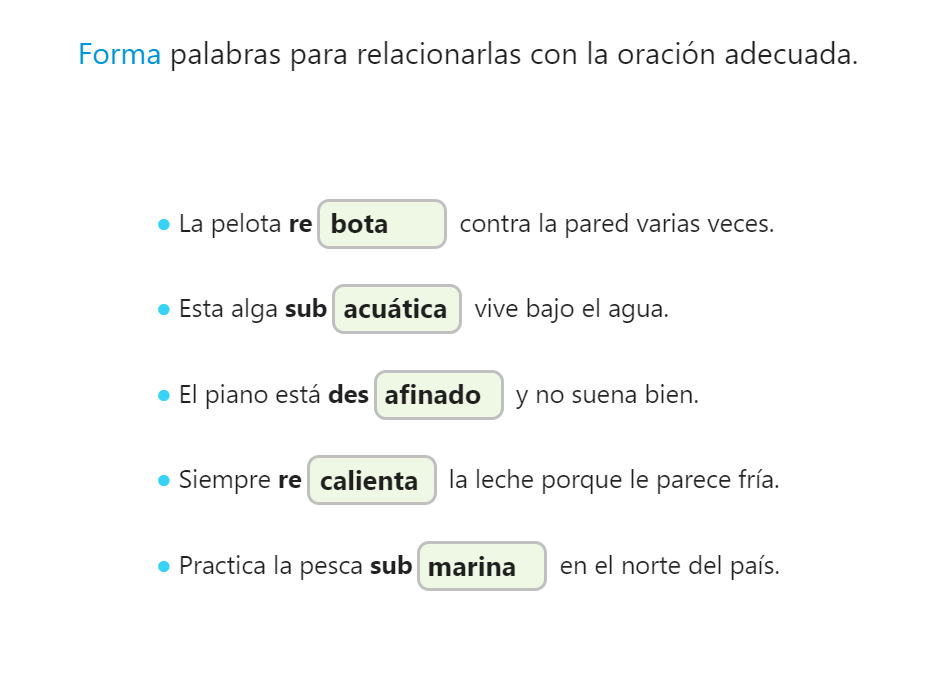 Forma palabras para relacionarlas con la oración adecuada.
• La pelota re bota contra la pared varias veces.
• Esta alga sub acuática vive bajo el agua.
• El piano está des afinado y no suena bien.
• Siempre re calienta la leche porque le parece fría.
• Practica la pesca sub marina en el norte del país.